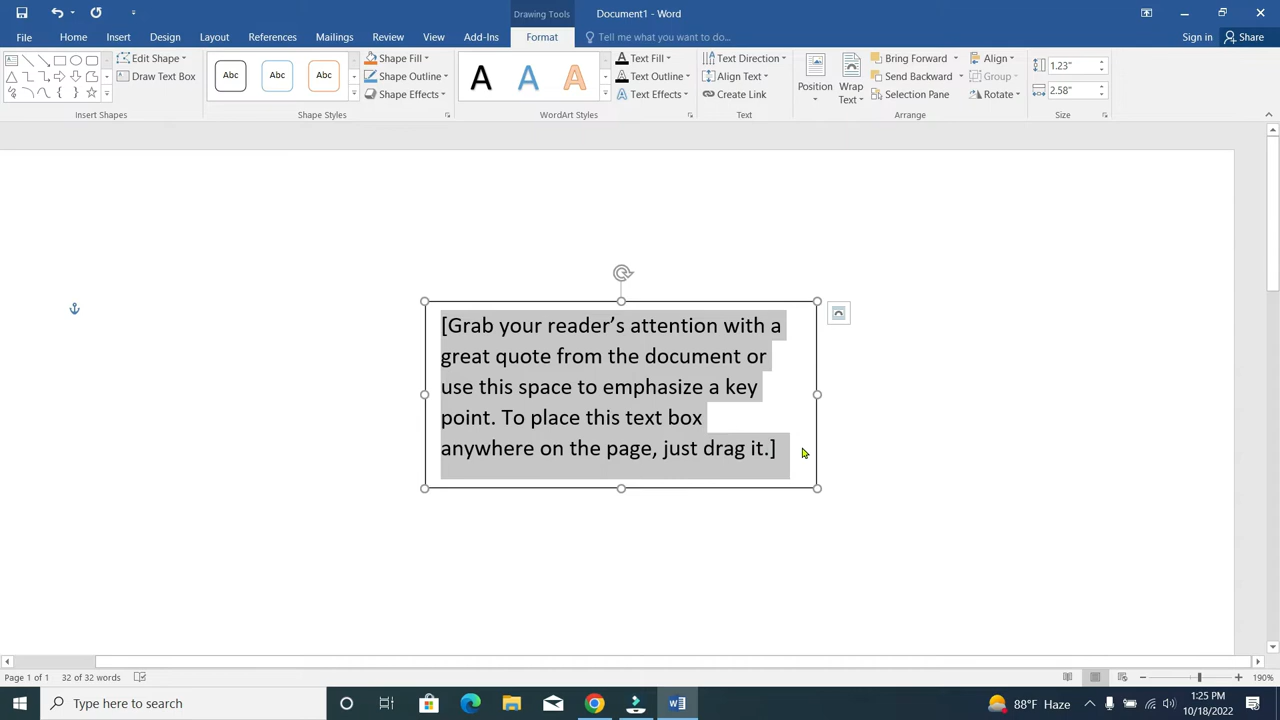 Drawing Tools
Document1 - Word
File Home Insert Design Layout References Mailings Review View Add-Ins Format Tell me what you want to do... Sign in Share
Edit Shape
Draw Text Box
Insert Shapes
Abc Abc Abc
Shape Fill
Shape Outline
Shape Effects
Shape Styles
A A A
Text Fill
Text Outline
Text Effects
WordArt Styles
Text Direction
Align Text
Create Link
Text
Position
Wrap
Text
Bring Forward
Send Backward
Selection Pane
Align
Group
Rotate
Arrange
1.23"
2.58"
Size
[Grab your reader’s attention with a
great quote from the document or
use this space to emphasize a key
point. To place this text box
anywhere on the page, just drag it.]
Page 1 of 1 32 of 32 words 190%
Type here to search
88°F Haze
1:25 PM
10/18/2022